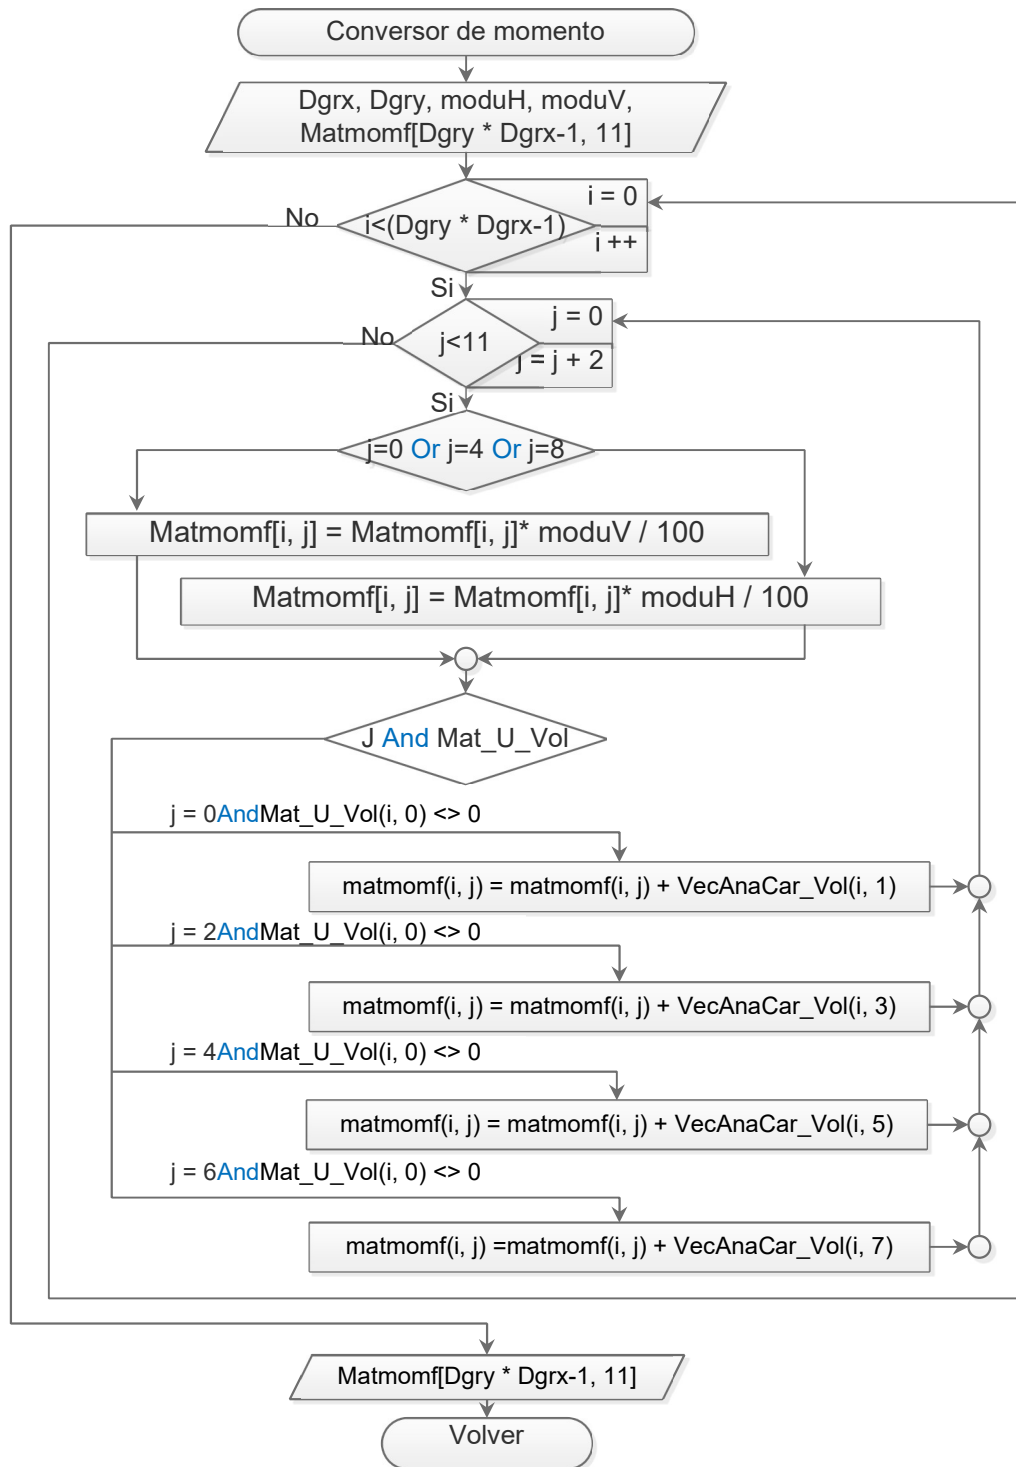 Conversor de momento
Dgrx, Dgry, moduH, moduV,
Matmomf[Dgry * Dgrx-1, 11]
i = 0
No
i<(Dgry * Dgrx-1)
i ++
Si
j = 0
No
j<11
j = j + 2
Si
j=0 Or j=4 Or j=8
Matmomf[i, j] = Matmomf[i, j]* moduV / 100
Matmomf[i, j] = Matmomf[i, j]* moduH / 100
J And Mat_U_Vol
j = 0AndMat_U_Vol(i, 0) <> 0
matmomf(i, j) = matmomf(i, j) + VecAnaCar_Vol(i, 1)
j = 2AndMat_U_Vol(i, 0) <> 0
matmomf(i, j) = matmomf(i, j) + VecAnaCar_Vol(i, 3)
j = 4AndMat_U_Vol(i, 0) <> 0
matmomf(i, j) = matmomf(i, j) + VecAnaCar_Vol(i, 5)
j = 6AndMat_U_Vol(i, 0) <> 0
matmomf(i, j) =matmomf(i, j) + VecAnaCar_Vol(i, 7)
Matmomf[Dgry * Dgrx-1, 11]
Volver